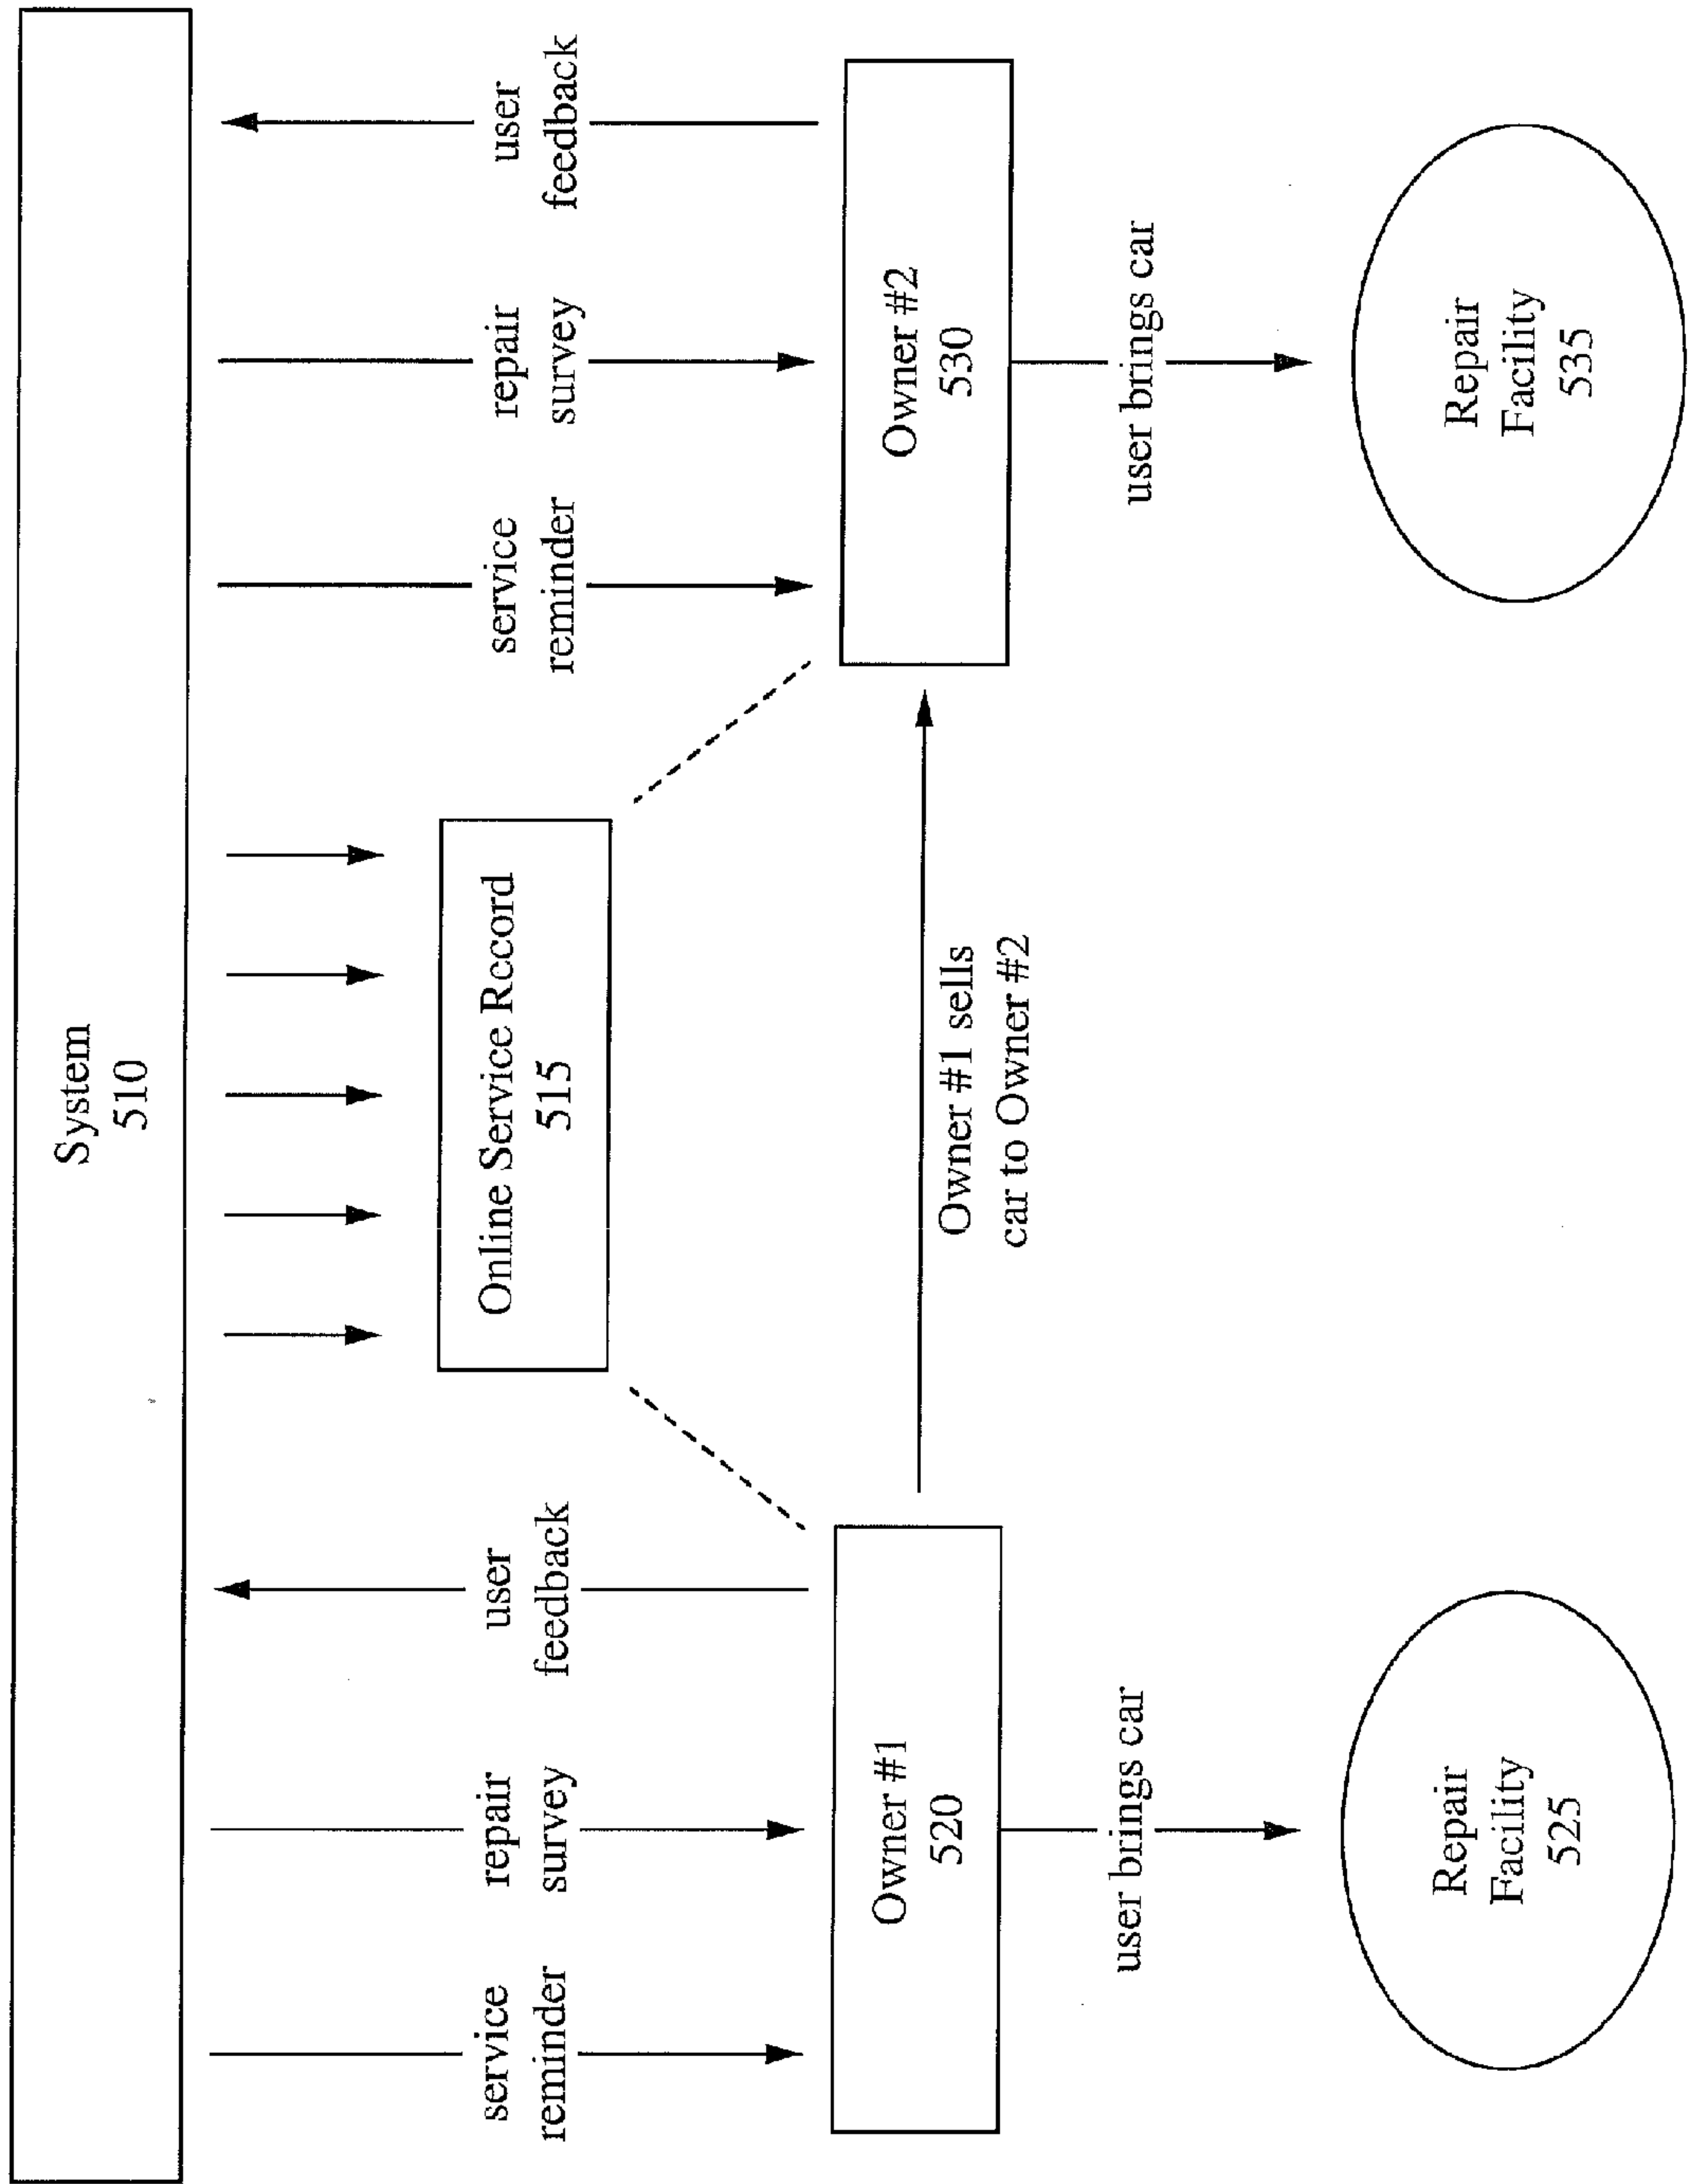 System
510
service
reminder
repair
survey
user
feedback
Online Service Record
515
service
reminder
repair
survey
user
feedback
Owner #1
520
Owner #1 sells
car to Owner #2
Owner #2
530
user brings car
user brings car
Repair
Facility
525
Repair
Facility
535